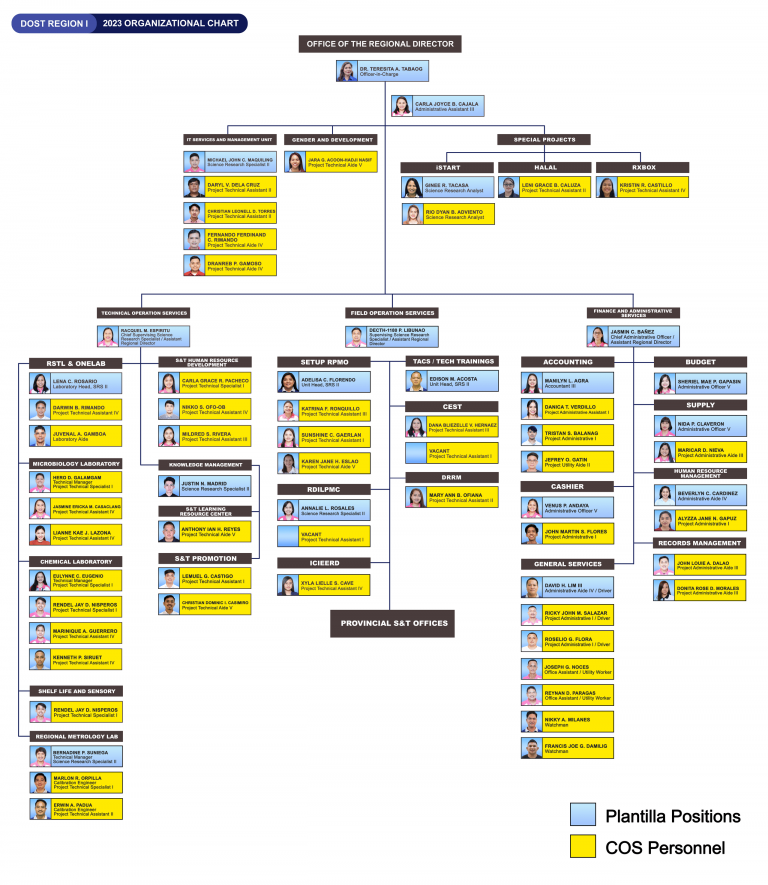 DOST REGION I
2023 ORGANIZATIONAL CHART
OFFICE OF THE REGIONAL DIRECTOR
DR. TERESITA A. TABAOG
Officer-in-Charge
CARLA JOYCE B. CAJALA
Administrative Assistant III
IT SERVICES AND MANAGEMENT UNIT
MICHAEL JOHN C. MAQUILING
Science Research Specialist II
DARYL V. DELA CRUZ
Project Technical Assistant II
CHRISTIAN LEONELL D. TORRES
Project Technical Assistant II
FERNANDO FERDINAND
C. RIMANDO
Project Technical Aide IV
DRANREB P. GAMOSO
Project Technical Aide IV
GENDER AND DEVELOPMENT
JARA G. ACDON-HADJI NASIF
Project Technical Aide V
SPECIAL PROJECTS
iSTART
GINEE R. TACASA
Science Research Analyst
RIO DYAN B. ADVIENTO
Science Research Analyst
HALAL
LENI GRACE B. CALUZA
Project Technical Assistant II
RXBOX
KRISTIN R. CASTILLO
Project Technical Assistant IV
TECHNICAL OPERATION SERVICES
RACQUEL M. ESPIRITU
Chief Supervising Science
Research Specialist / Assistant
Regional Director
RSTL & ONELAB
LENA C. ROSARIO
Laboratory Head, SRS II
DARWIN B. RIMANDO
Project Technical Assistant IV
JUVENAL A. GAMBOA
Laboratory Aide
MICROBIOLOGY LABORATORY
HERO D. GALAMGAM
Technical Manager
Project Technical Specialist I
JASMINE ERICKA M. CABAGLANG
Project Technical Assistant IV
LIANNE KAE J. LAZONA
Project Technical Assistant IV
CHEMICAL LABORATORY
EULYNNE C. EUGENIO
Technical Manager
Project Technical Specialist I
RENDEL JAY D. NISPEROS
Project Technical Specialist I
MARINIQUE A. GUERRERO
Project Technical Assistant IV
KENNETH P. SIRUET
Project Technical Assistant IV
SHELF LIFE AND SENSORY
RENDEL JAY D. NISPEROS
Project Technical Specialist I
REGIONAL METROLOGY LAB
BERNADINE P. SUNIEGA
Technical Manager
Science Research Specialist II
MARLON R. ORPILLA
Calibration Engineer
Project Technical Specialist I
ERWIN A. PADUA
Calibration Engineer
Project Technical Assistant II
S&T HUMAN RESOURCE
DEVELOPMENT
CARLA GRACE R. PACHECO
Project Technical Specialist I
NIKKO S. OFO-OB
Project Technical Assistant IV
MILDRED S. RIVERA
Project Technical Assistant III
KNOWLEDGE MANAGEMENT
JUSTIN N. MADRID
Science Research Specialist II
S&T LEARNING
RESOURCE CENTER
ANTHONY IAN H. REYES
Project Technical Aide V
S&T PROMOTION
LEMUEL G. CASTIGO
Project Technical Assistant I
CHRISTIAN DOMINIC I. CASIMIRO
Project Technical Aide V
FIELD OPERATION SERVICES
DECTH-1180 P. LIBUNAO
Supervising Science Research
Specialist / Assistant Regional
Director
SETUP RPMO
ADELISA C. FLORENDO
Unit Head, SRS II
KATRINA F. RONQUILLO
Project Technical Assistant III
SUNSHINE C. GAERLAN
Project Technical Assistant I
KAREN JANE H. ESLAO
Project Technical Aide V
RDILPMC
ANNALIE L. ROSALES
Science Research Specialist II
VACANT
Project Technical Assistant I
ICIEERD
XYLA LIELLE S. CAVE
Project Technical Assistant IV
TACS / TECH TRAININGS
EDISON M. ACOSTA
Unit Head, SRS II
CEST
DANA BLIEZELLE V. HERNAEZ
Project Technical Assistant III
VACANT
Project Technical Assistant I
DRRM
MARY ANN B. OFIANA
Project Technical Assistant II
PROVINCIAL S&T OFFICES
FINANCE AND ADMINISTRATIVE
SERVICES
JASMIN C. BAÑEZ
Chief Administrative Officer /
Assistant Regional Director
ACCOUNTING
MANILYN L. AGRA
Accountant III
DANICA T. VERDILLO
Project Administrative Assistant I
TRISTAN S. BALANAG
Project Administrative I
JEFREY O. GATIN
Project Utility Aide II
CASHIER
VENUS P. ANDAYA
Administrative Officer V
JOHN MARTIN S. FLORES
Project Administrative I
GENERAL SERVICES
DAVID H. LIM III
Administrative Aide IV / Driver
RICKY JOHN M. SALAZAR
Project Administrative I / Driver
ROSELIO G. FLORA
Project Administrative I / Driver
JOSEPH G. NOCES
Office Assistant / Utility Worker
REYNAN D. PARAGAS
Office Assistant / Utility Worker
NIKKY A. MILANES
Watchman
FRANCIS JOE G. DAMILIG
Watchman
BUDGET
SHERIEL MAE P. GAPASIN
Administrative Officer V
SUPPLY
NIDA P. CLAVERON
Administrative Officer V
MARICAR D. NIEVA
Project Administrative Aide III
HUMAN RESOURCE
MANAGEMENT
BEVERLYN C. CARDINEZ
Administrative Aide IV
ALYZZA JANE N. GAPUZ
Project Administrative I
RECORDS MANAGEMENT
JOHN LOUIE A. DALAO
Project Administrative Aide III
DONITA ROSE D. MORALES
Project Administrative Aide III
Plantilla Positions
COS Personnel